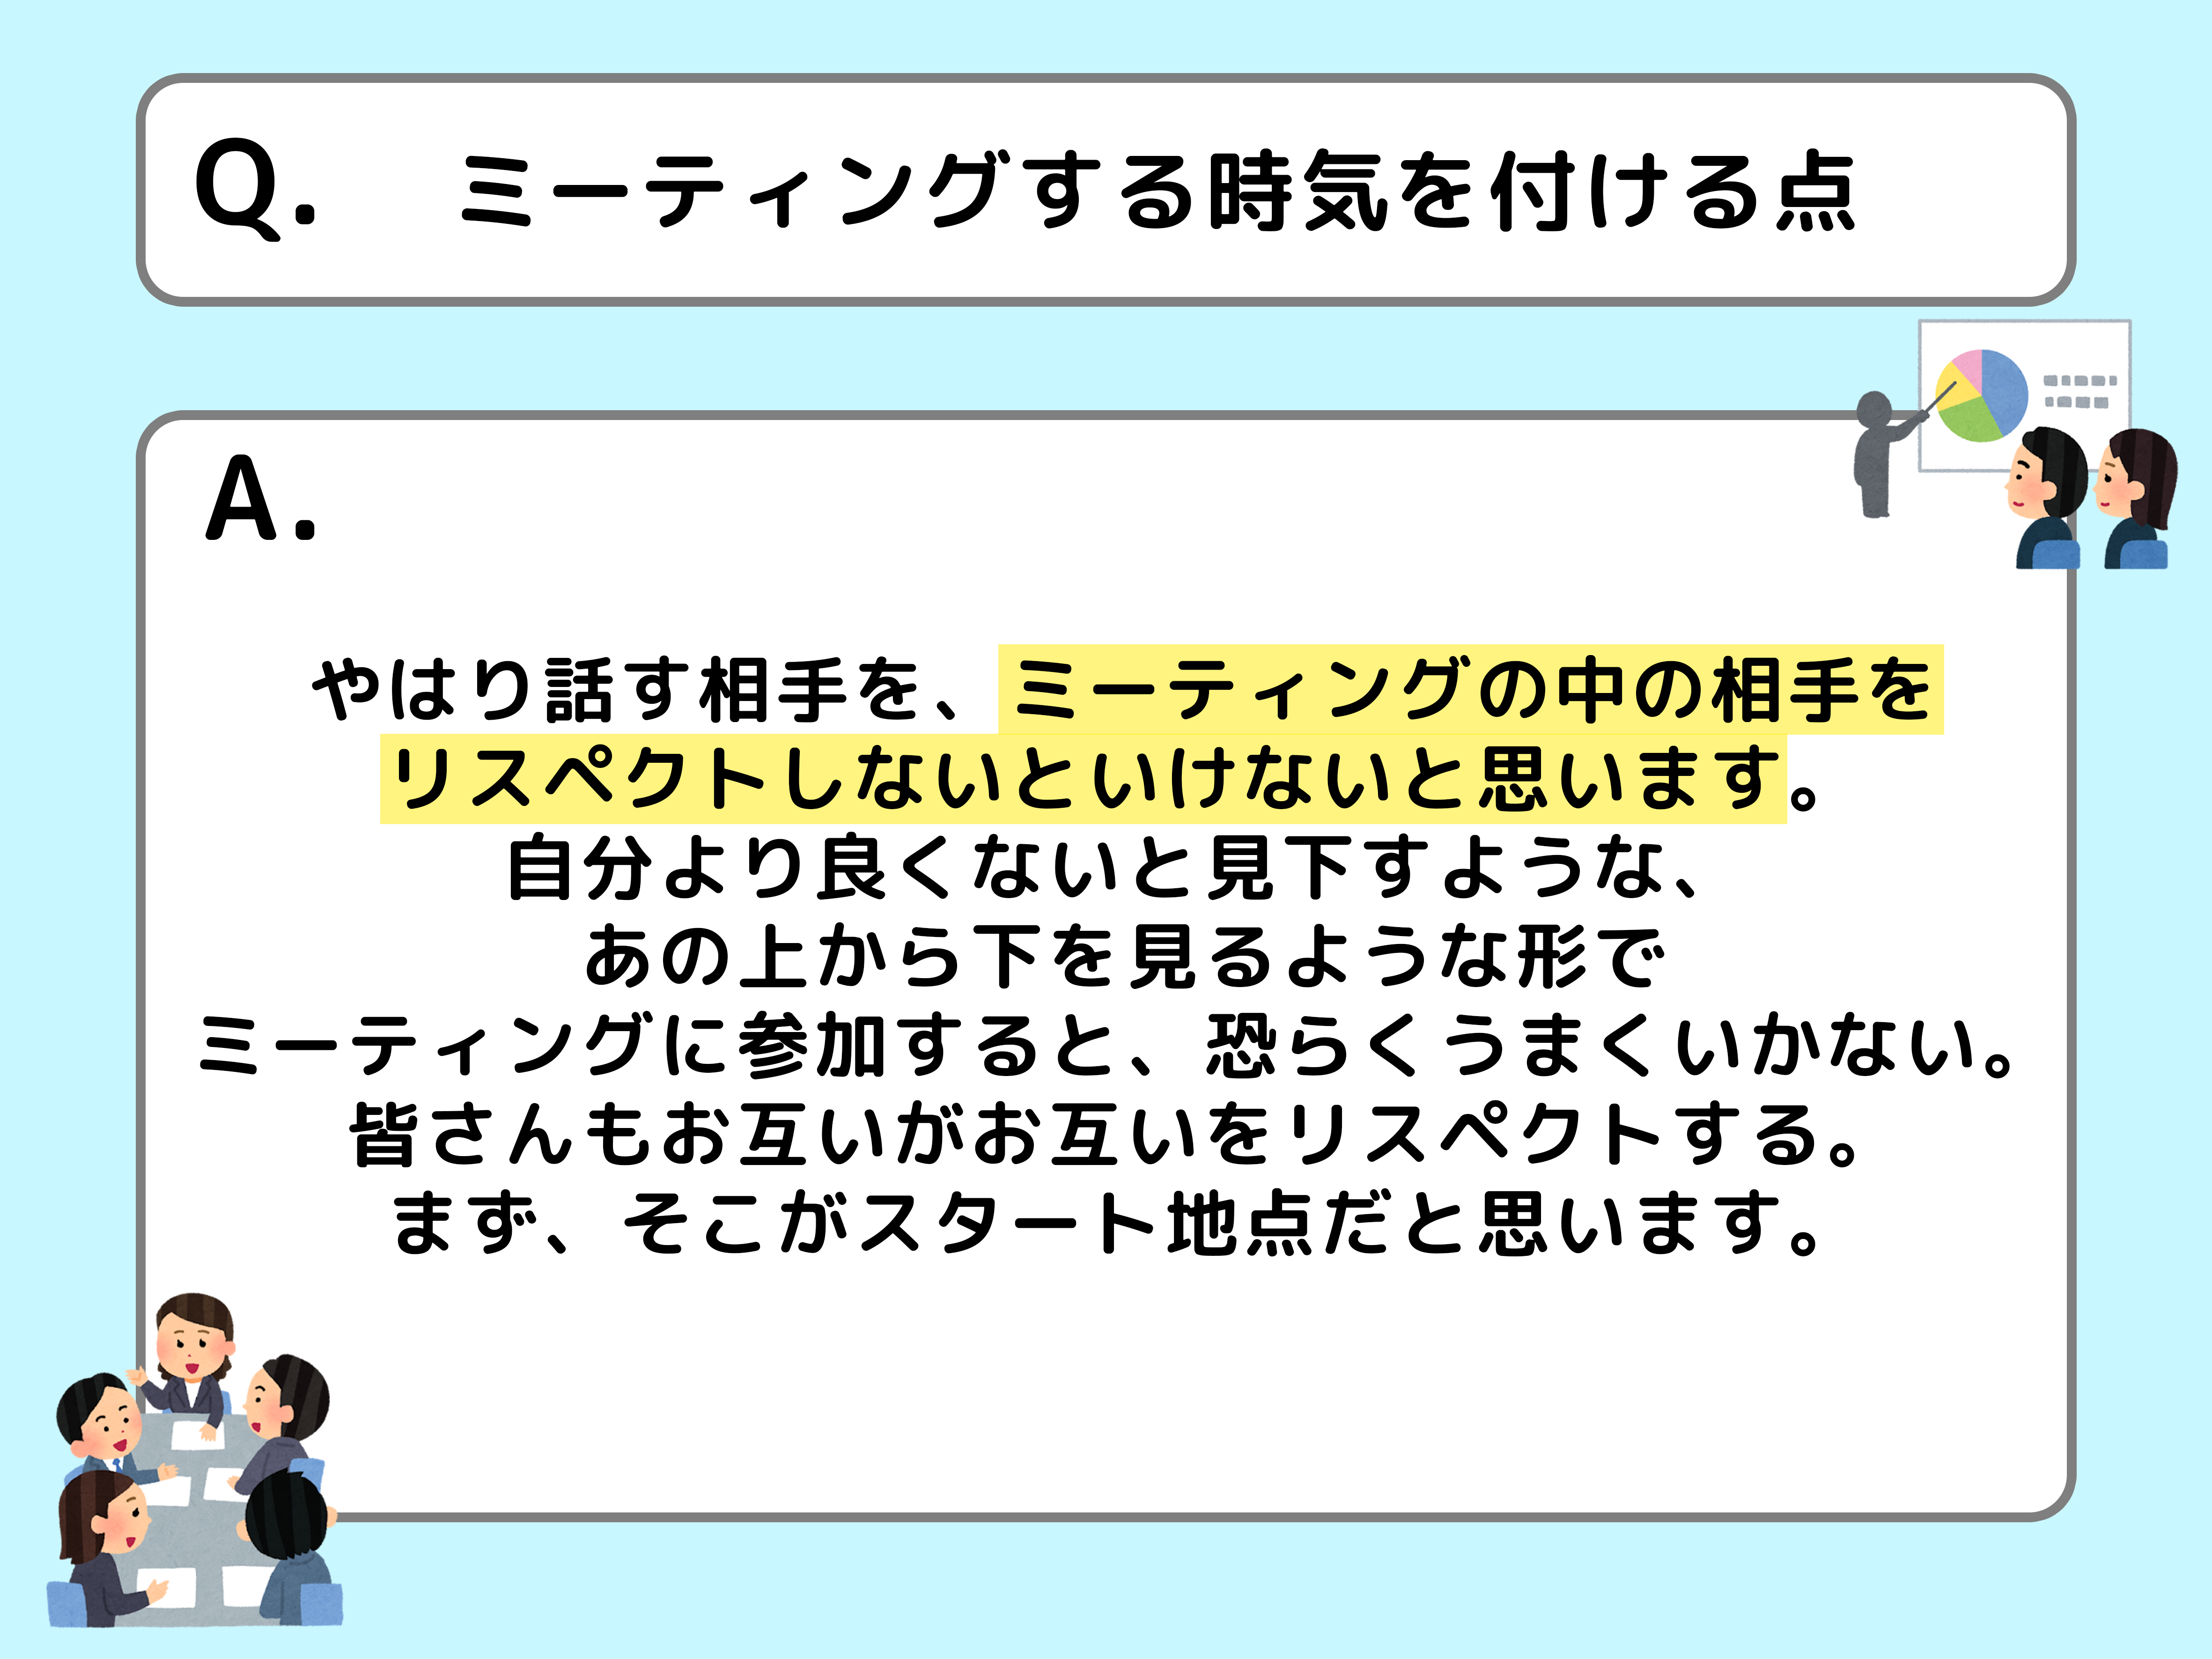 Q. ミーティングする時気を付ける点
A.
やはり話す相手を、ミーティングの中の相手を
リスペクトしないといけないと思います。
自分より良くないと見下すような、
あの上から下を見るような形で
ミーティングに参加すると、恐らくうまくいかない。
皆さんもお互いがお互いをリスペクトする。
まず、そこがスタート地点だと思います。